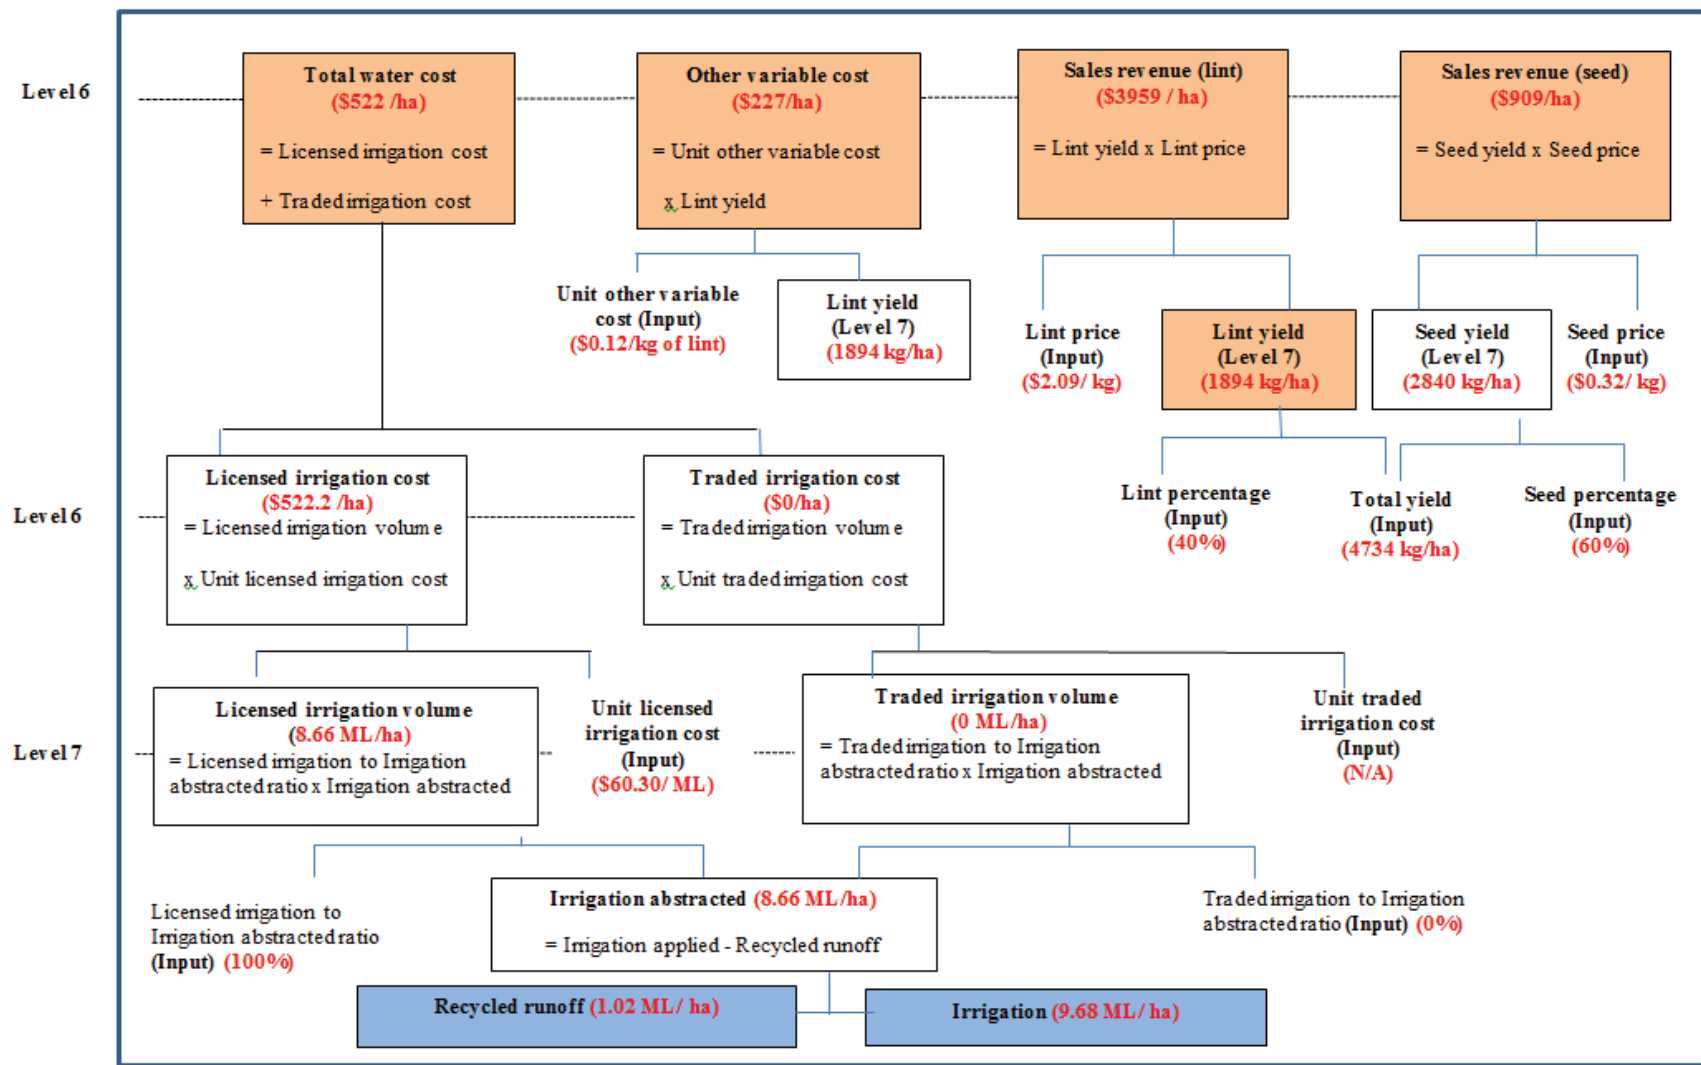 Level 6
Total water cost
($522 /ha)
= Licensed irrigation cost
+ Traded irrigation cost
Other variable cost
($227/ha)
= Unit other variable cost
x Lint yield
Sales revenue (lint)
($3959 / ha)
= Lint yield x Lint price
Sales revenue (seed)
($909/ha)
= Seed yield x Seed price
Unit other variable
cost (Input)
($0.12/kg of lint)
Lint yield
(Level 7)
(1894 kg/ha)
Lint price
(Input)
($2.09/ kg)
Lint yield
(Level 7)
(1894 kg/ha)
Seed yield
(Level 7)
(2840 kg/ha)
Seed price
(Input)
($0.32/ kg)
Lint percentage
(Input)
(40%)
Total yield
(Input)
(4734 kg/ha)
Seed percentage
(Input)
(60%)
Level 6
Licensed irrigation cost
($522.2 /ha)
= Licensed irrigation volume
x Unit licensed irrigation cost
Traded irrigation cost
($0/ha)
= Traded irrigation volume
x Unit traded irrigation cost
Level 7
Licensed irrigation volume
(8.66 ML/ha)
= Licensed irrigation to Irrigation
abstracted ratio x Irrigation abstracted
Unit licensed
irrigation cost
(Input)
($60.30/ ML)
Traded irrigation volume
(0 ML/ha)
= Traded irrigation to Irrigation
abstracted ratio x Irrigation abstracted
Unit traded
irrigation cost
(Input)
(N/A)
Licensed irrigation to
Irrigation abstracted ratio
(Input) (100%)
Irrigation abstracted (8.66 ML/ha)
= Irrigation applied - Recycled runoff
Traded irrigation to Irrigation
abstracted ratio (Input) (0%)
Recycled runoff (1.02 ML/ ha)
Irrigation (9.68 ML/ ha)